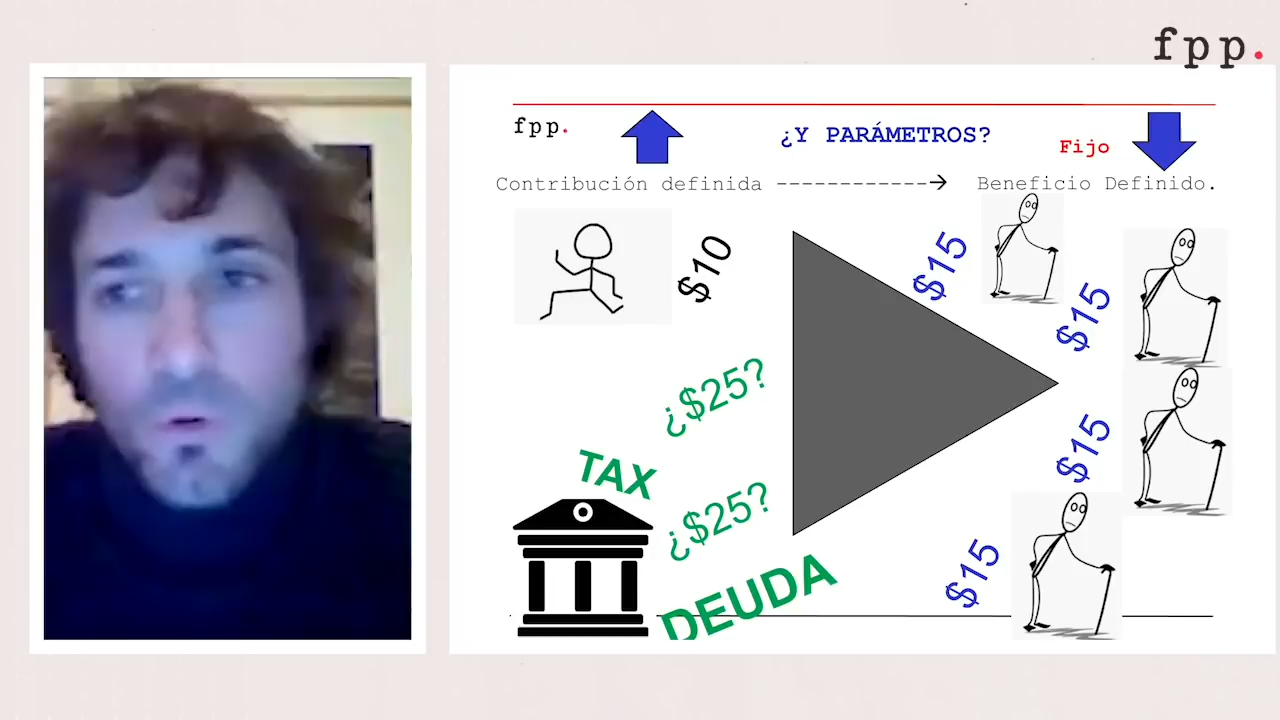 fpp.
fpp.
¿Y PARÁMETROS?
Fijo
Contribución definida ------------→ Beneficio Definido.
$10
$15
$15
¿$25?
$15
TAX
¿$25?
$15
DEUDA